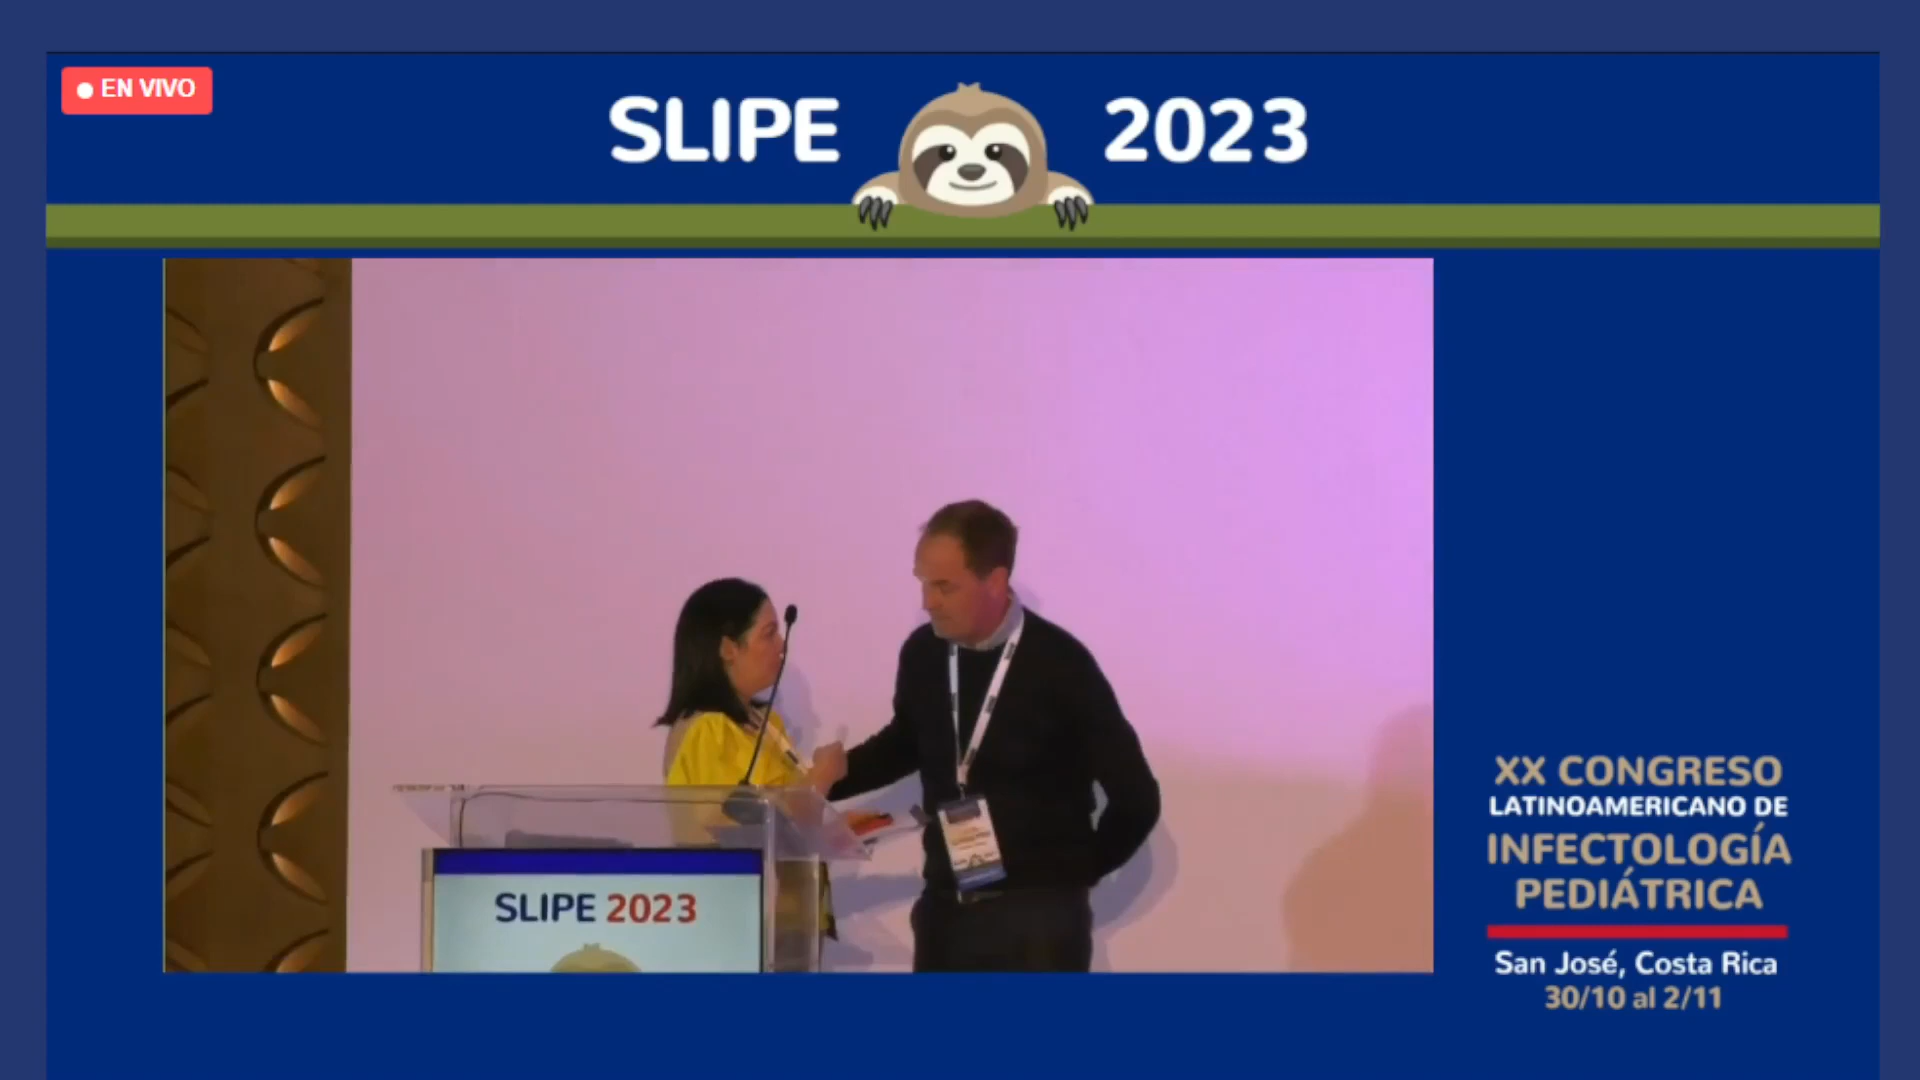 EN VIVO
SLIPE 2023
SLIPE 2023
XX CONGRESO
LATINOAMERICANO DE
INFECTOLOGÍA
PEDIÁTRICA
San José, Costa Rica
30/10 al 2/11